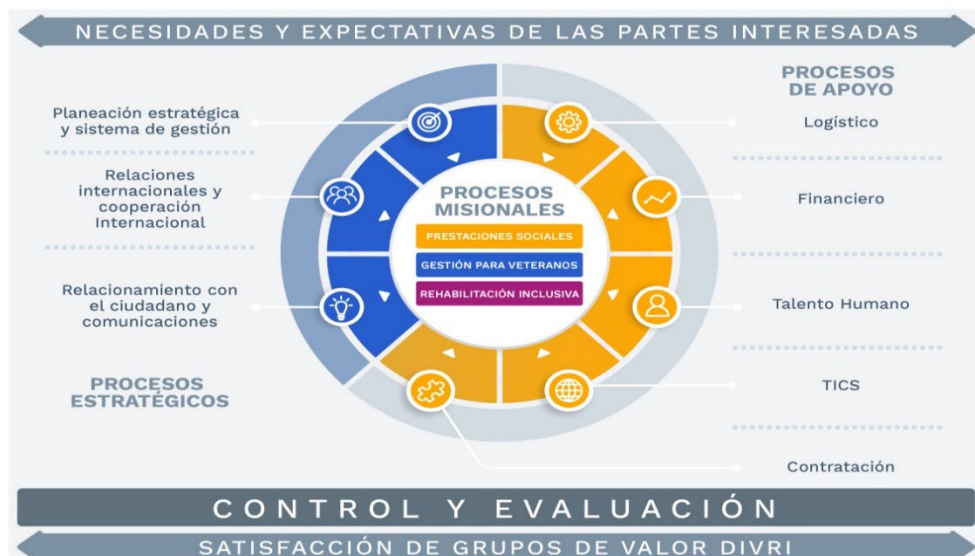 NECESIDADES Y EXPECTATIVAS DE LAS PARTES INTERESADAS
Planeación estratégica
y sistema de gestión
Relaciones
internacionales y
cooperación
Internacional
Relacionamiento con
el ciudadano y
comunicaciones
PROCESOS
ESTRATÉGICOS
PROCESOS
MISIONALES
PRESTACIONES SOCIALES
GESTIÓN PARA VETERANOS
REHABILITACIÓN INCLUSIVA
PROCESOS
DE APOYO
Logístico
Financiero
Talento Humano
TICS
Contratación
CONTROL Y EVALUACIÓN
SATISFACCIÓN DE GRUPOS DE VALOR DIVRI